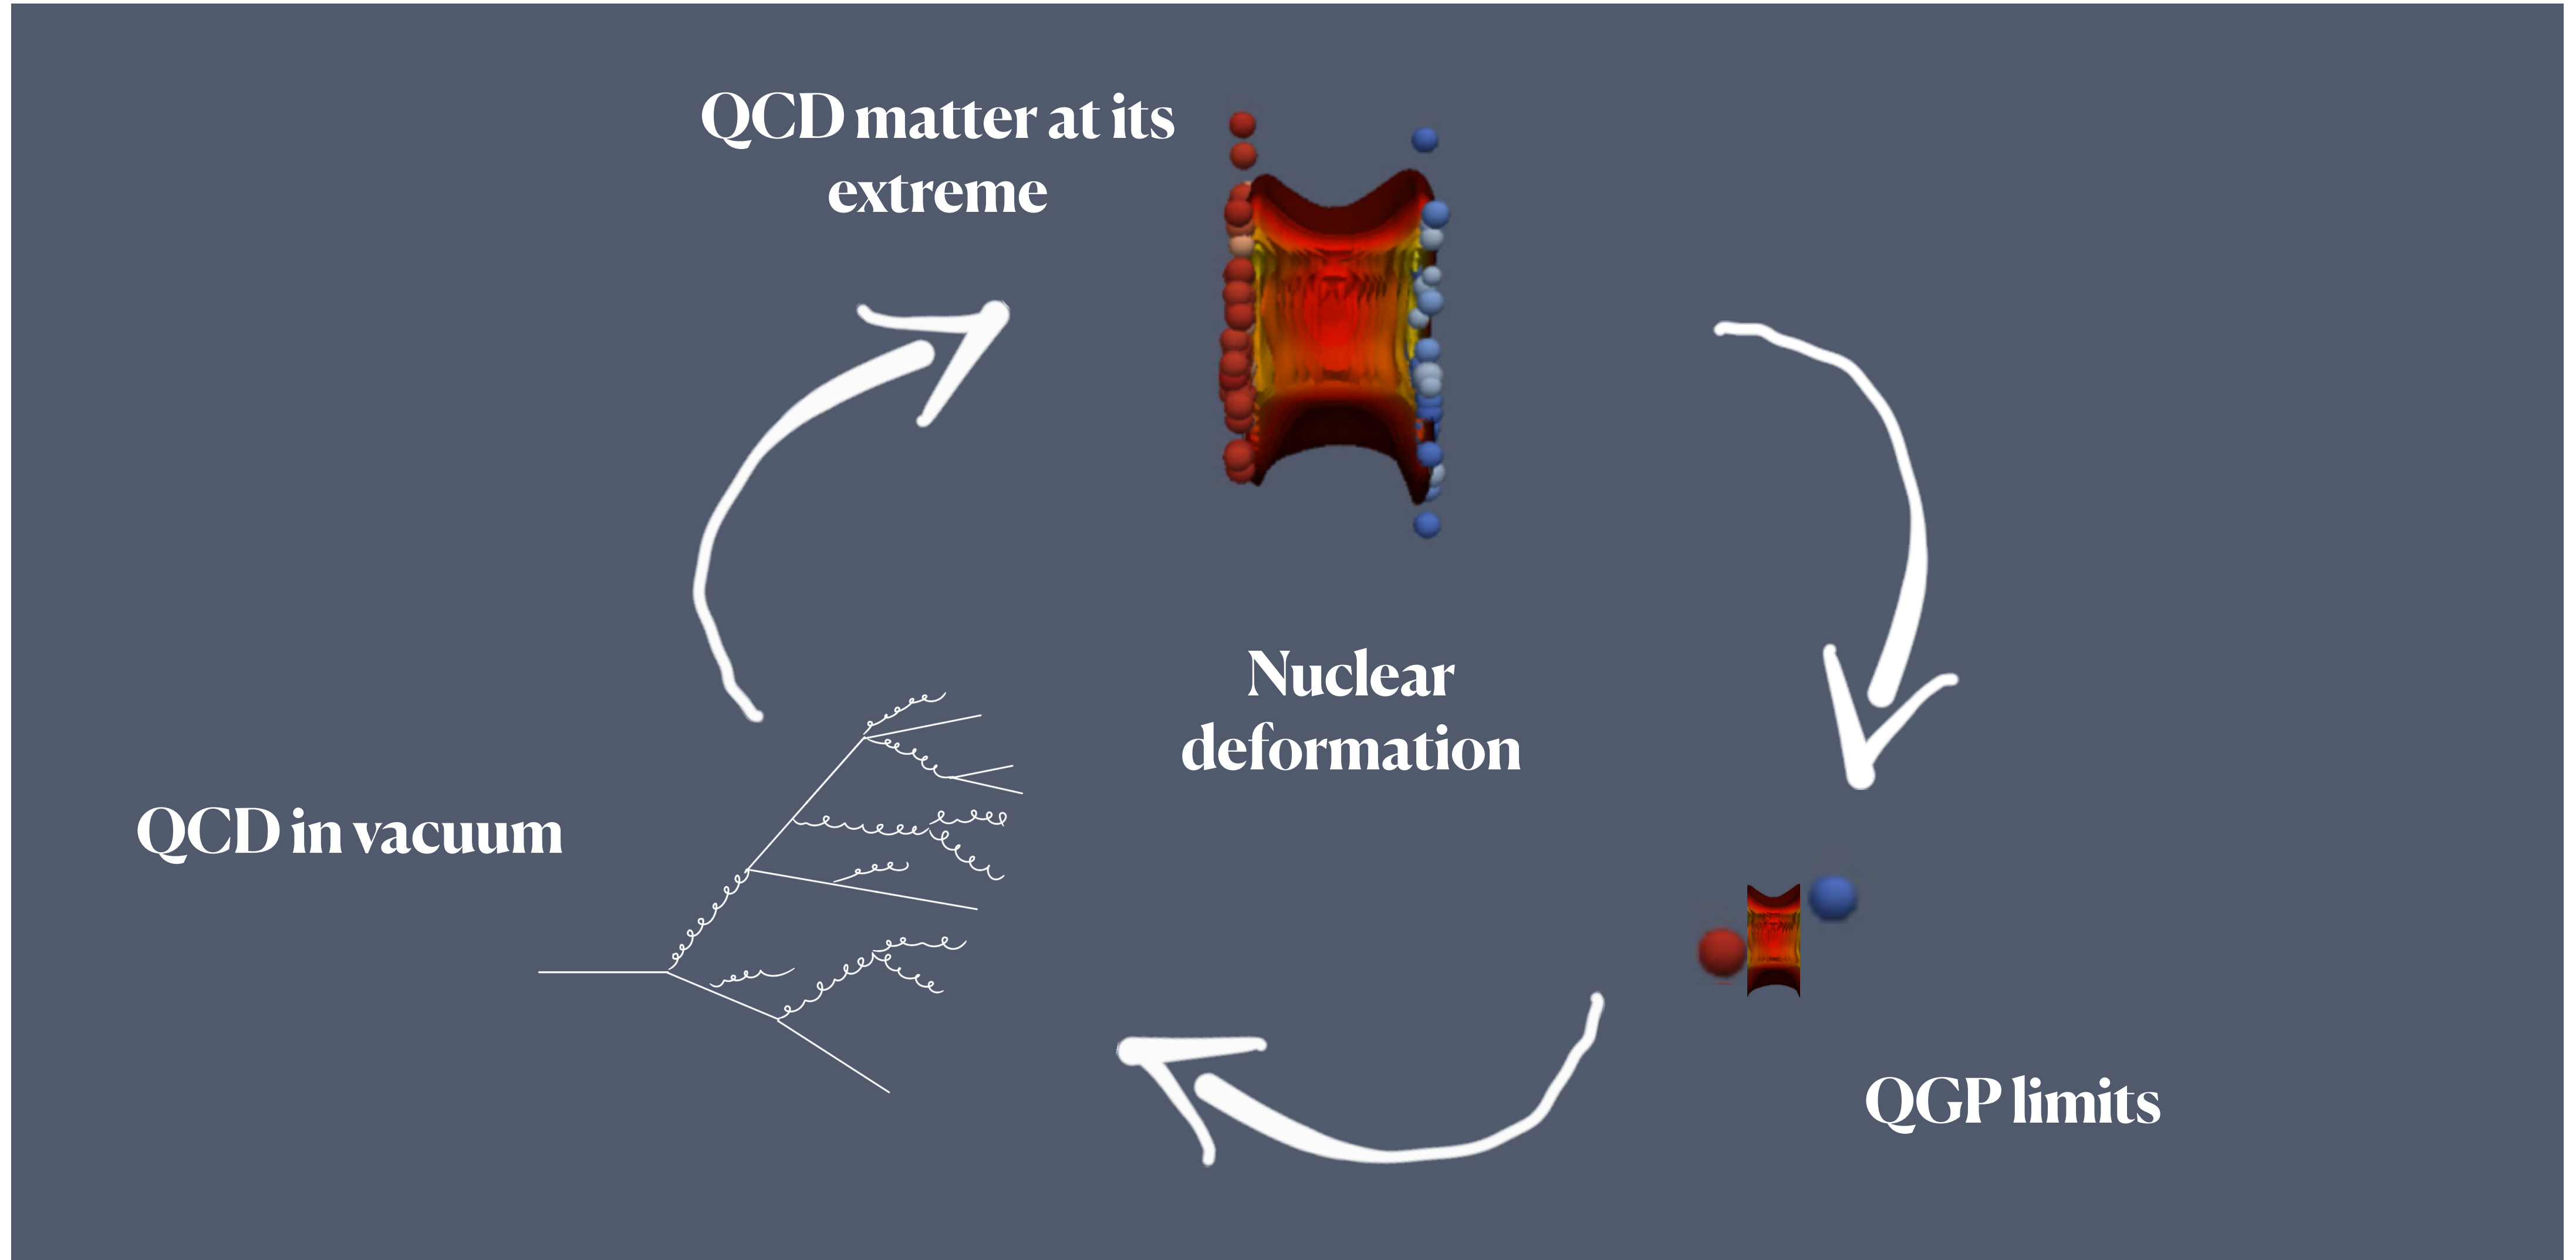 QCD matter at its
extreme
Nuclear
deformation
QCD in vacuum
QGP limits